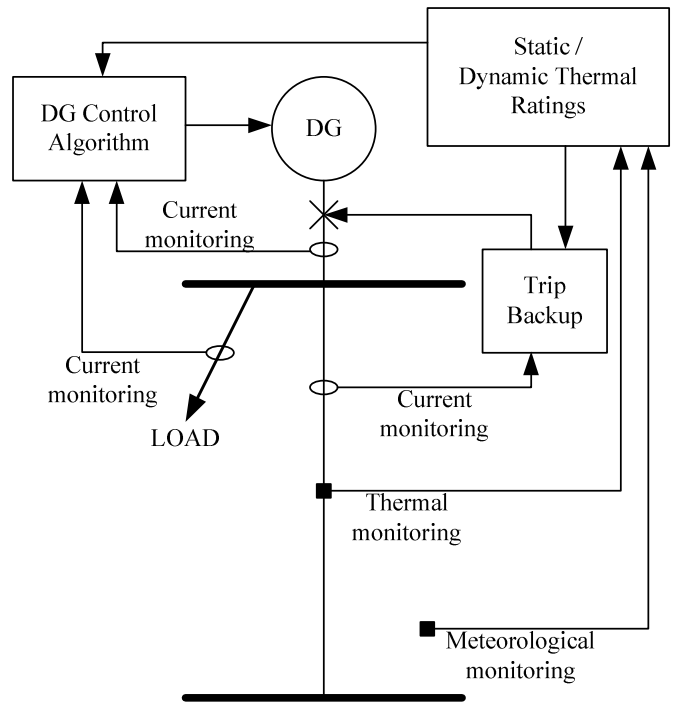 Static /
Dynamic Thermal
Ratings
DG Control
Algorithm
DG
Current
monitoring
Trip
Backup
Current
monitoring
Current
monitoring
LOAD
Thermal
monitoring
Meteorological
monitoring